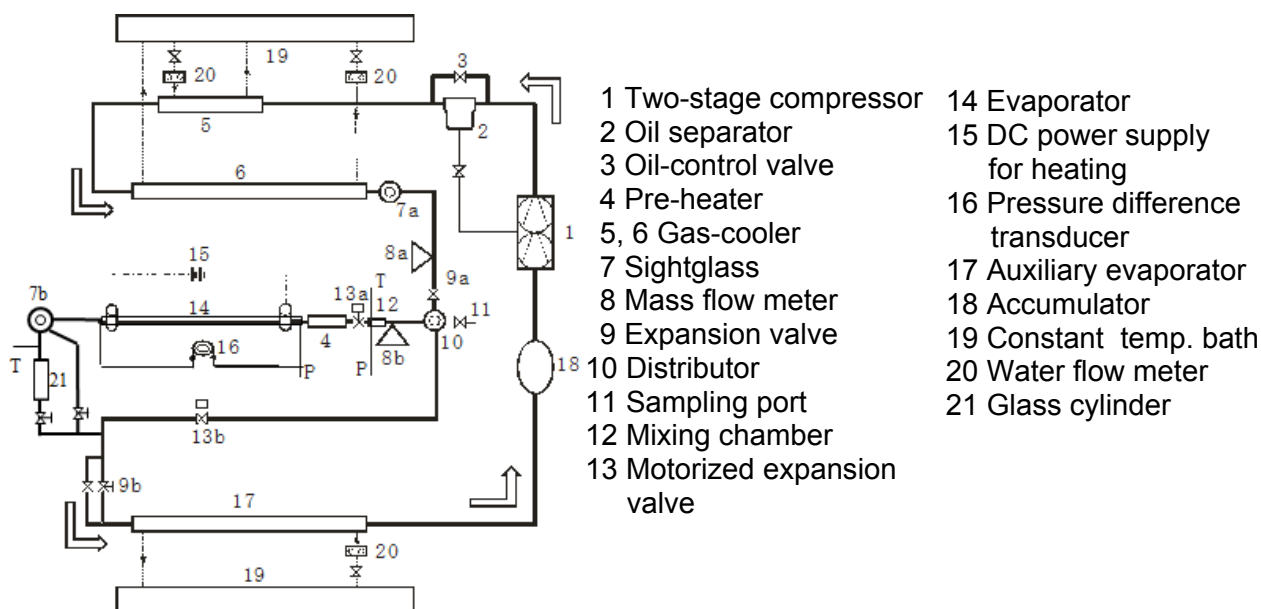 19
20
20
3
5
2
6
7a
1
8a
15
T
13a
12
9a
11
7b
14
4
8b
10
16
P
P
T
21
18
13b
9b
17
20
19
1 Two-stage compressor
2 Oil separator
3 Oil-control valve
4 Pre-heater
5, 6 Gas-cooler
7 Sightglass
8 Mass flow meter
9 Expansion valve
10 Distributor
11 Sampling port
12 Mixing chamber
13 Motorized expansion
valve
14 Evaporator
15 DC power supply
for heating
16 Pressure difference
transducer
17 Auxiliary evaporator
18 Accumulator
19 Constant temp. bath
20 Water flow meter
21 Glass cylinder